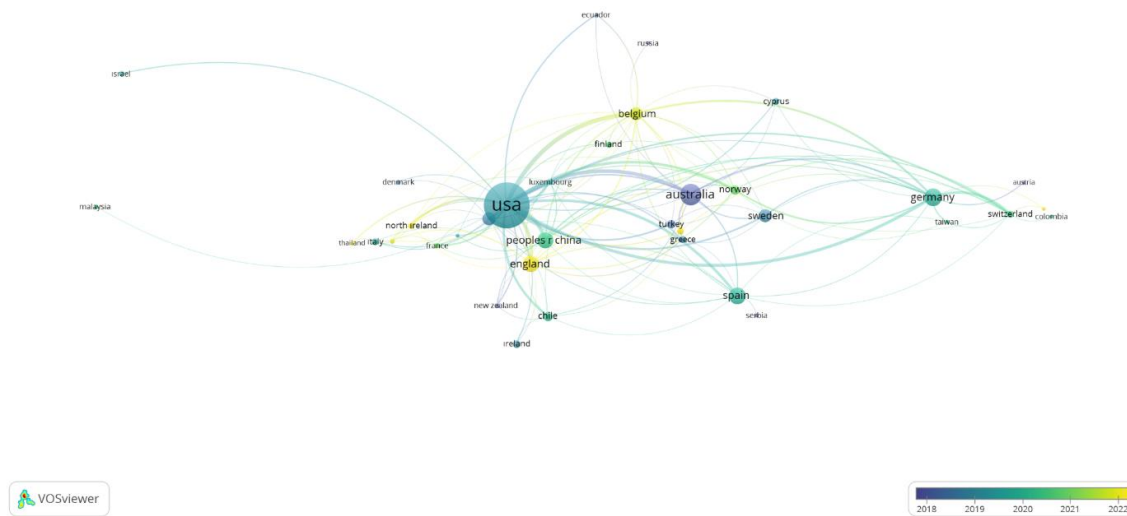 ecuador
russia
israel
cyprus
belgium
finland
denmark
luxembourg
austria
usa
australia
norway
germany
malaysia
switzerland
colombia
sweden
taiwan
north ireland
turkey
peoples r china
greece
thailand
italy
france
england
spain
new zealand
chile
serbia
ireland
VOSviewer
2018
2019
2020
2021
2022